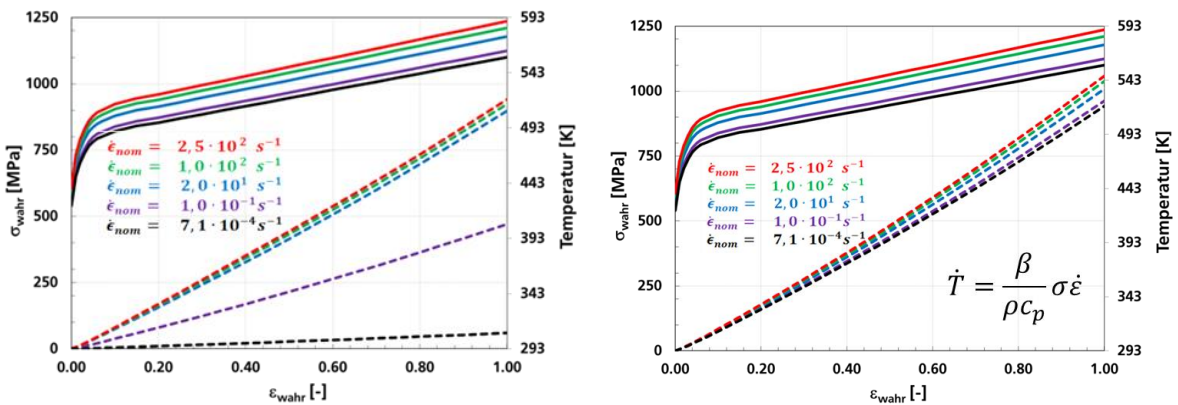 1250
1000
750
500
250
0
σwahr [MPa]
593
543
493
443
393
343
293
Temperatur [K]
ε̇nom = 2,5 · 10² s⁻¹
ε̇nom = 1,0 · 10² s⁻¹
ε̇nom = 2,0 · 10¹ s⁻¹
ε̇nom = 1,0 · 10⁻¹ s⁻¹
ε̇nom = 7,1 · 10⁻⁴ s⁻¹
0.00 0.20 0.40 0.60 0.80 1.00
εwahr [-]
1250
1000
750
500
250
0
σwahr [MPa]
593
543
493
443
393
343
293
Temperatur [K]
ε̇nom = 2,5 · 10² s⁻¹
ε̇nom = 1,0 · 10² s⁻¹
ε̇nom = 2,0 · 10¹ s⁻¹
ε̇nom = 1,0 · 10⁻¹ s⁻¹
ε̇nom = 7,1 · 10⁻⁴ s⁻¹
Ṫ = β / ρcp σε̇
0.00 0.20 0.40 0.60 0.80 1.00
εwahr [-]